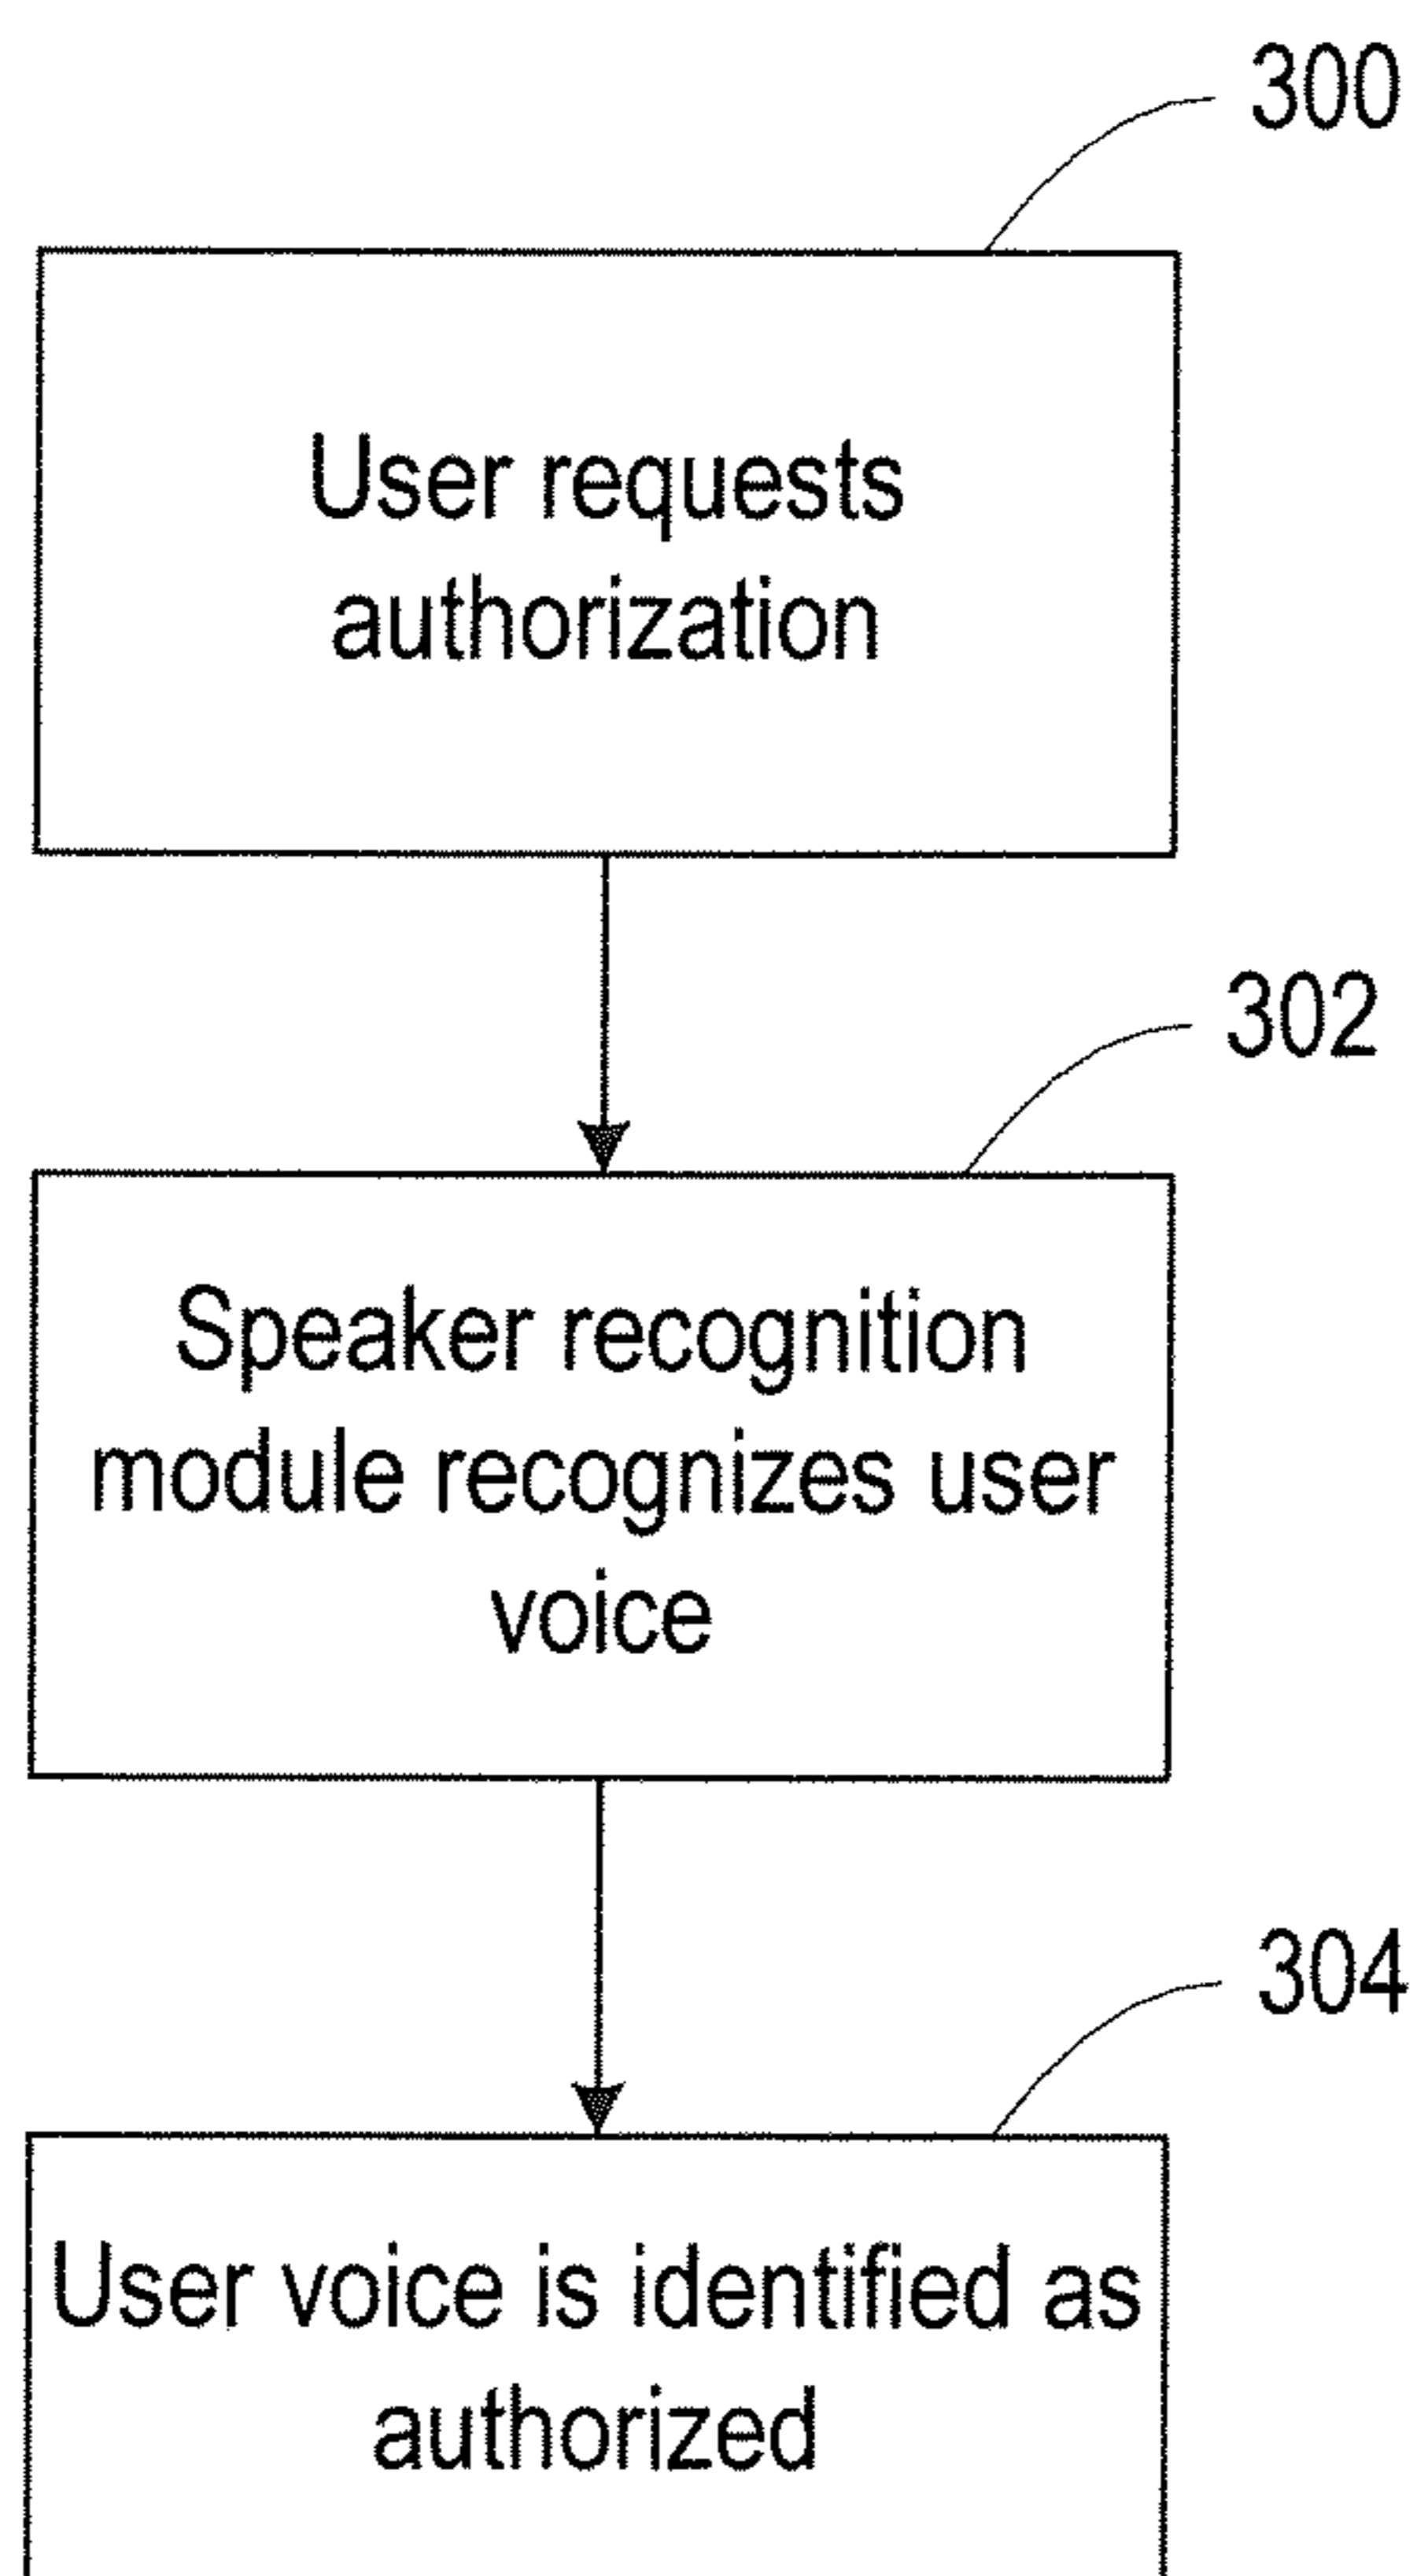 300
User requests
authorization
302
Speaker recognition
module recognizes user
voice
304
User voice is identified as
authorized